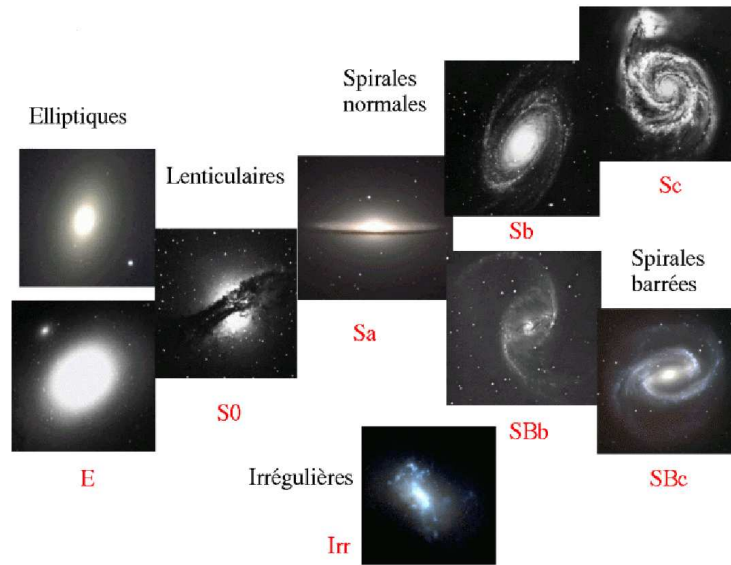 Elliptiques
Lenticulaires
Spirales
normales
Sc
Sb
Sa
Spirales
barrées
S0
E
SBb
SBc
Irrégulières
Irr